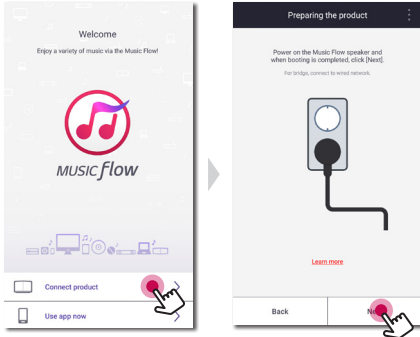 Welcome
Enjoy a variety of music via the Music Flow!
MUSIC flow
Connect product
Use app now
Preparing the product
Power on the Music Flow speaker and
when booting is completed, click [Next].
For bridge, connect to wired network.
Learn more
Back